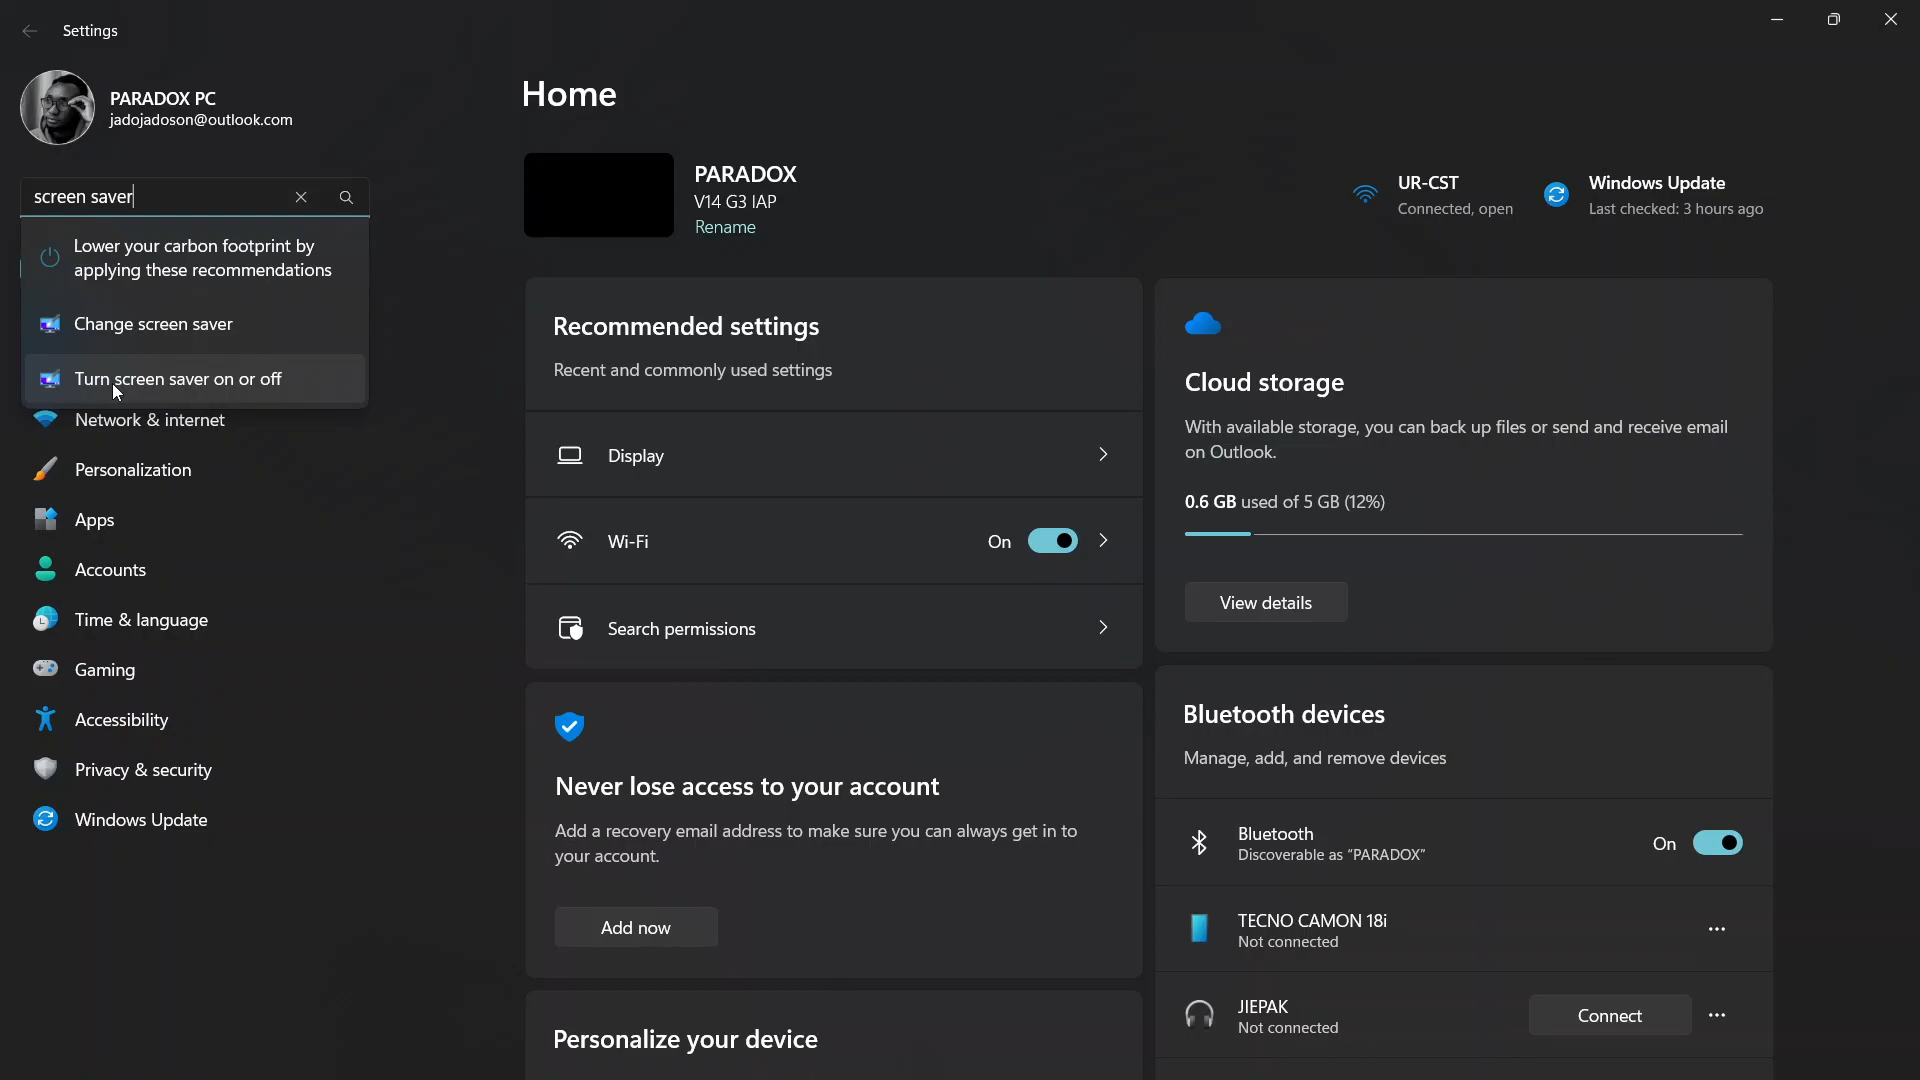 Settings
PARADOX PC
jadojadoson@outlook.com
screen saver
Lower your carbon footprint by
applying these recommendations
Change screen saver
Turn screen saver on or off
Network & internet
Personalization
Apps
Accounts
Time & language
Gaming
Accessibility
Privacy & security
Windows Update
Home
PARADOX
V14 G3 IAP
Rename
UR-CST
Connected, open
Windows Update
Last checked: 3 hours ago
Recommended settings
Recent and commonly used settings
Display
Wi-Fi
On
Search permissions
Never lose access to your account
Add a recovery email address to make sure you can always get in to
your account.
Add now
Personalize your device
Cloud storage
With available storage, you can back up files or send and receive email
on Outlook.
0.6 GB used of 5 GB (12%)
View details
Bluetooth devices
Manage, add, and remove devices
Bluetooth
Discoverable as "PARADOX"
On
TECNO CAMON 18i
Not connected
JIEPAK
Not connected
Connect